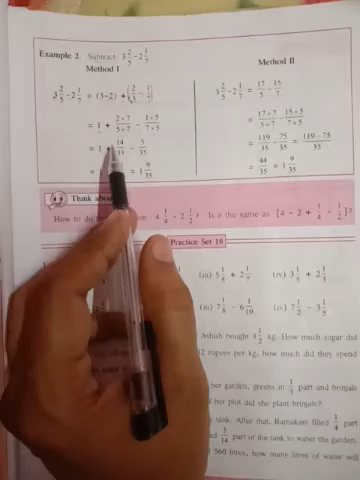 Example 2. Subtract 3 2/5 - 2 1/7
Method I
3 2/5 - 2 1/7 = (3-2) + (2/5 - 1/7)
= 1 + 2×7/5×7 - 1×5/7×5
= 1 + 14/35 - 5/35
= 1 9/35
Method II
3 2/5 - 2 1/7 = 17/5 - 15/7
= 17×7/5×7 - 15×5/7×5
= 119/35 - 75/35 = 119-75/35
= 44/35 = 1 9/35
Think about
How to do : 4 1/4 - 2 1/2? Is it the same as [4 - 2 + 1/4 - 1/2]?
Practice Set 10
(iii) 5 1/5 + 2 1/7 (iv) 3 1/5 + 2 1/3
(iii) 7 1/8 - 6 1/10 (iv) 7 1/2 - 3 1/5
Ashish bought 3 1/2 kg. How much sugar did
rupees per kg, how much did they spend
her garden, greens in 1/5 part and brinjals
her plot did she plant brinjals?
tank. After that, Ramakant filled 1/4 part
3/14 part of the tank to water the garden.
560 litres, how many litres of water will